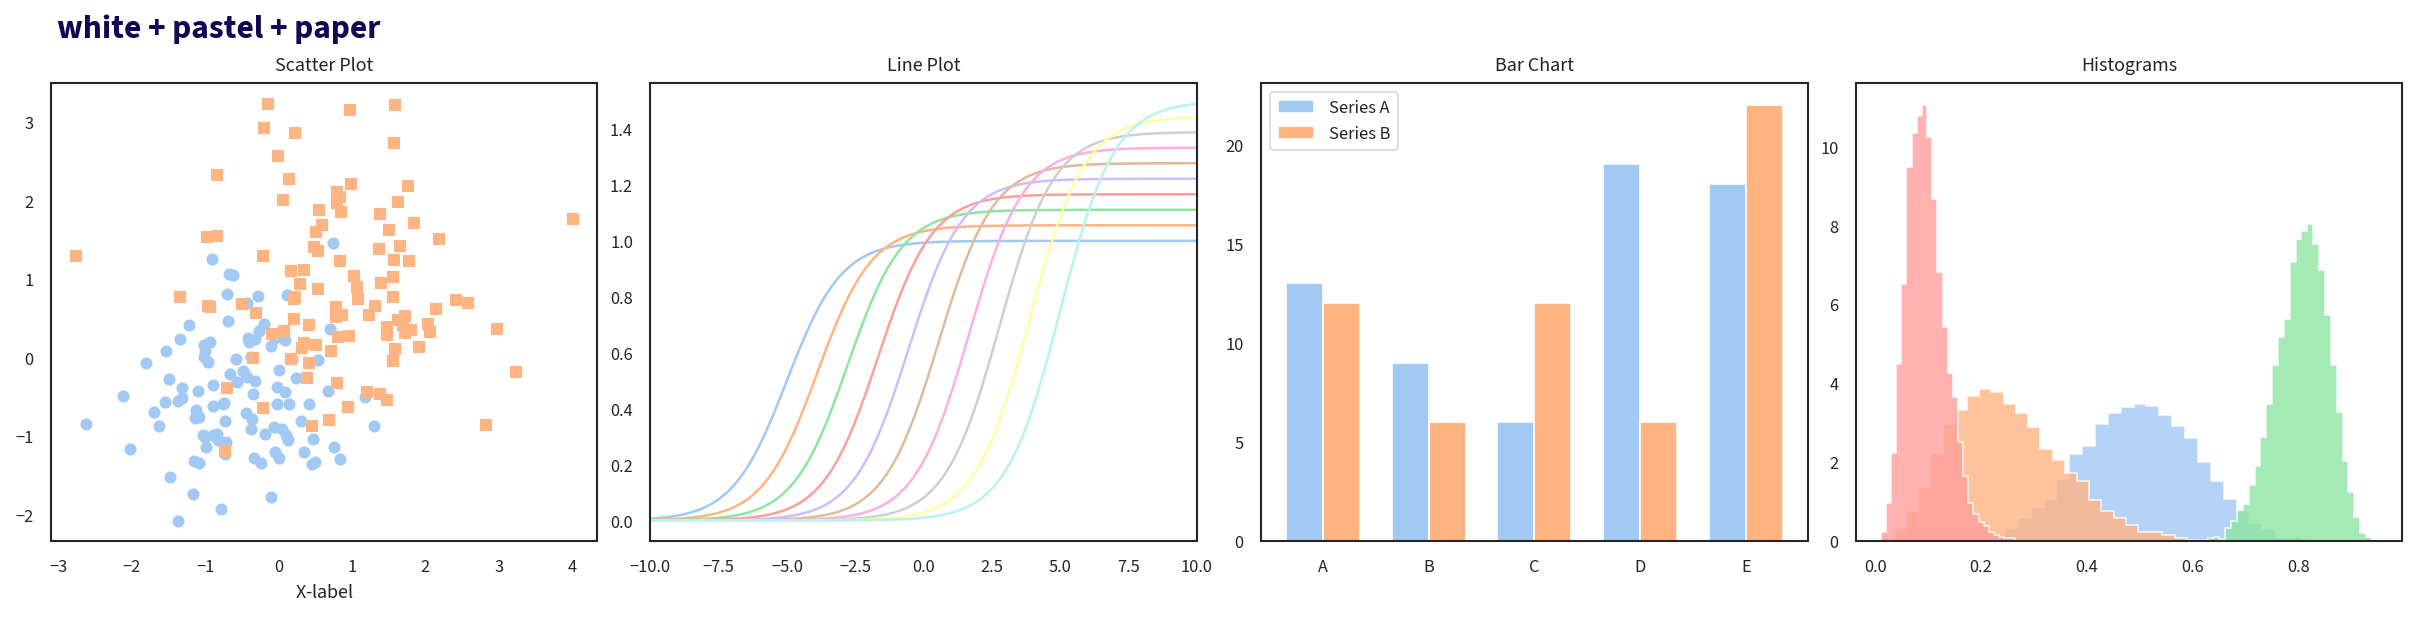 white + pastel + paper
Scatter Plot
3
2
1
0
−1
−2
−3 −2 −1 0 1 2 3 4
X-label
Line Plot
1.4
1.2
1.0
0.8
0.6
0.4
0.2
0.0
−10.0 −7.5 −5.0 −2.5 0.0 2.5 5.0 7.5 10.0
Bar Chart
Series A
Series B
20
15
10
5
0
A B C D E
Histograms
10
8
6
4
2
0
0.0 0.2 0.4 0.6 0.8